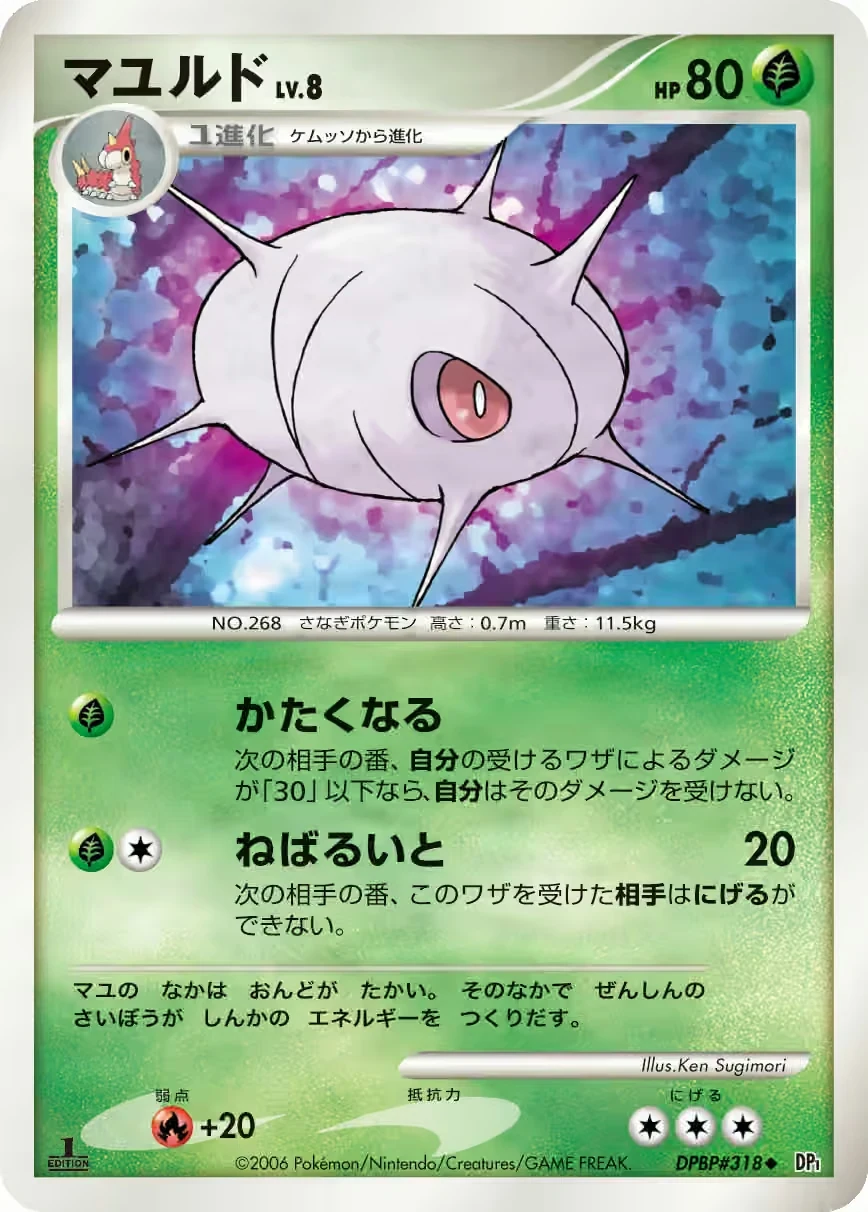 マユルド LV.8 HP 80
1進化 ケムッソから進化
NO.268 さなぎポケモン 高さ：0.7m 重さ：11.5kg
かたくなる
次の相手の番、自分の受けるワザによるダメージ
が「30」以下なら、自分はそのダメージを受けない。
ねばるいと 20
次の相手の番、このワザを受けた相手はにげるが
できない。
マユの なかは おんどが たかい。 そのなかで ぜんしんの
さいぼうが しんかの エネルギーを つくりだす。
Illus.Ken Sugimori
弱点 抵抗力 にげる
+20
1 EDITION ©2006 Pokémon/Nintendo/Creatures/GAME FREAK. DPBP#318◆ DP1